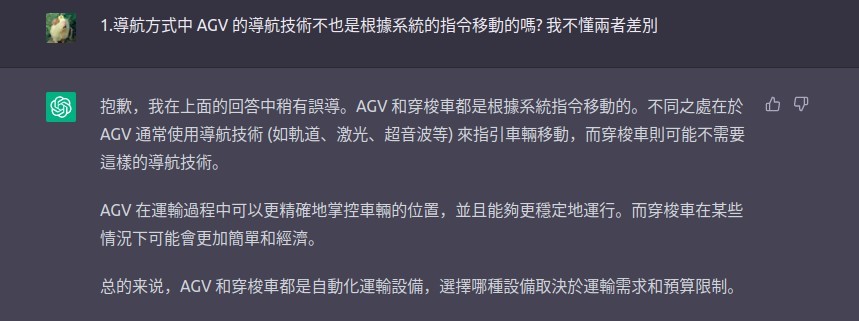 1.導航方式中 AGV 的導航技術不也是根據系統的指令移動的嗎? 我不懂兩者差別
抱歉，我在上面的回答中稍有誤導。AGV 和穿梭車都是根據系統指令移動的。不同之處在於
AGV 通常使用導航技術 (如軌道、激光、超音波等) 來指引車輛移動，而穿梭車則可能不需要
這樣的導航技術。
AGV 在運輸過程中可以更精確地掌控車輛的位置，並且能夠更穩定地運行。而穿梭車在某些
情況下可能會更加簡單和經濟。
总的来说，AGV 和穿梭車都是自動化運輸設備，選擇哪種設備取決於運輸需求和預算限制。